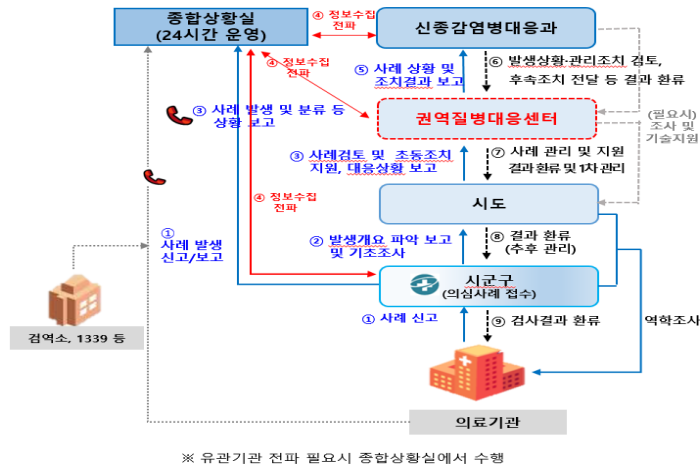 종합상황실
(24시간 운영)
④ 정보수집
전파
신종감염병대응과
④ 정보수집
전파
⑤ 사례 상황 및
조치결과 보고
⑥ 발생상황·관리조치 검토,
후속조치 전달 등 결과 환류
③ 사례 발생 및 분류 등
상황 보고
권역질병대응센터
(필요시)
조사 및
기술지원
③ 사례검토 및 초동조치
지원, 대응상황 보고
⑦ 사례 관리 및 지원
결과환류 및 1차 관리
④ 정보수집
전파
시도
①
사례 발생
신고/보고
② 발생개요 파악 보고
및 기초조사
⑧ 결과 환류
(추후 관리)
시군구
(의심사례 접수)
① 사례 신고
⑨ 검사결과 환류
역학조사
검역소, 1339 등
의료기관
※ 유관기관 전파 필요시 종합상황실에서 수행